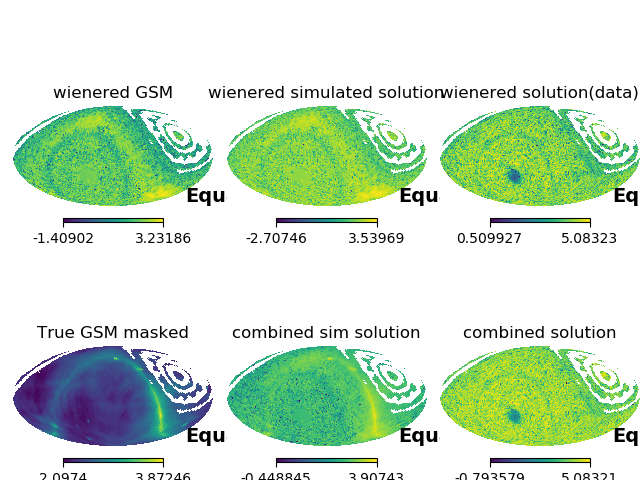 wienered GSM
wienered simulated solution
wienered solution(data)
Equ
Equ
Eq
-1.40902 3.23186
-2.70746 3.53969
0.509927 5.08323
True GSM masked
combined sim solution
combined solution
Equ
Equ
Eq
2.0974 3.87246
-0.448845 3.90743
-0.793579 5.08321